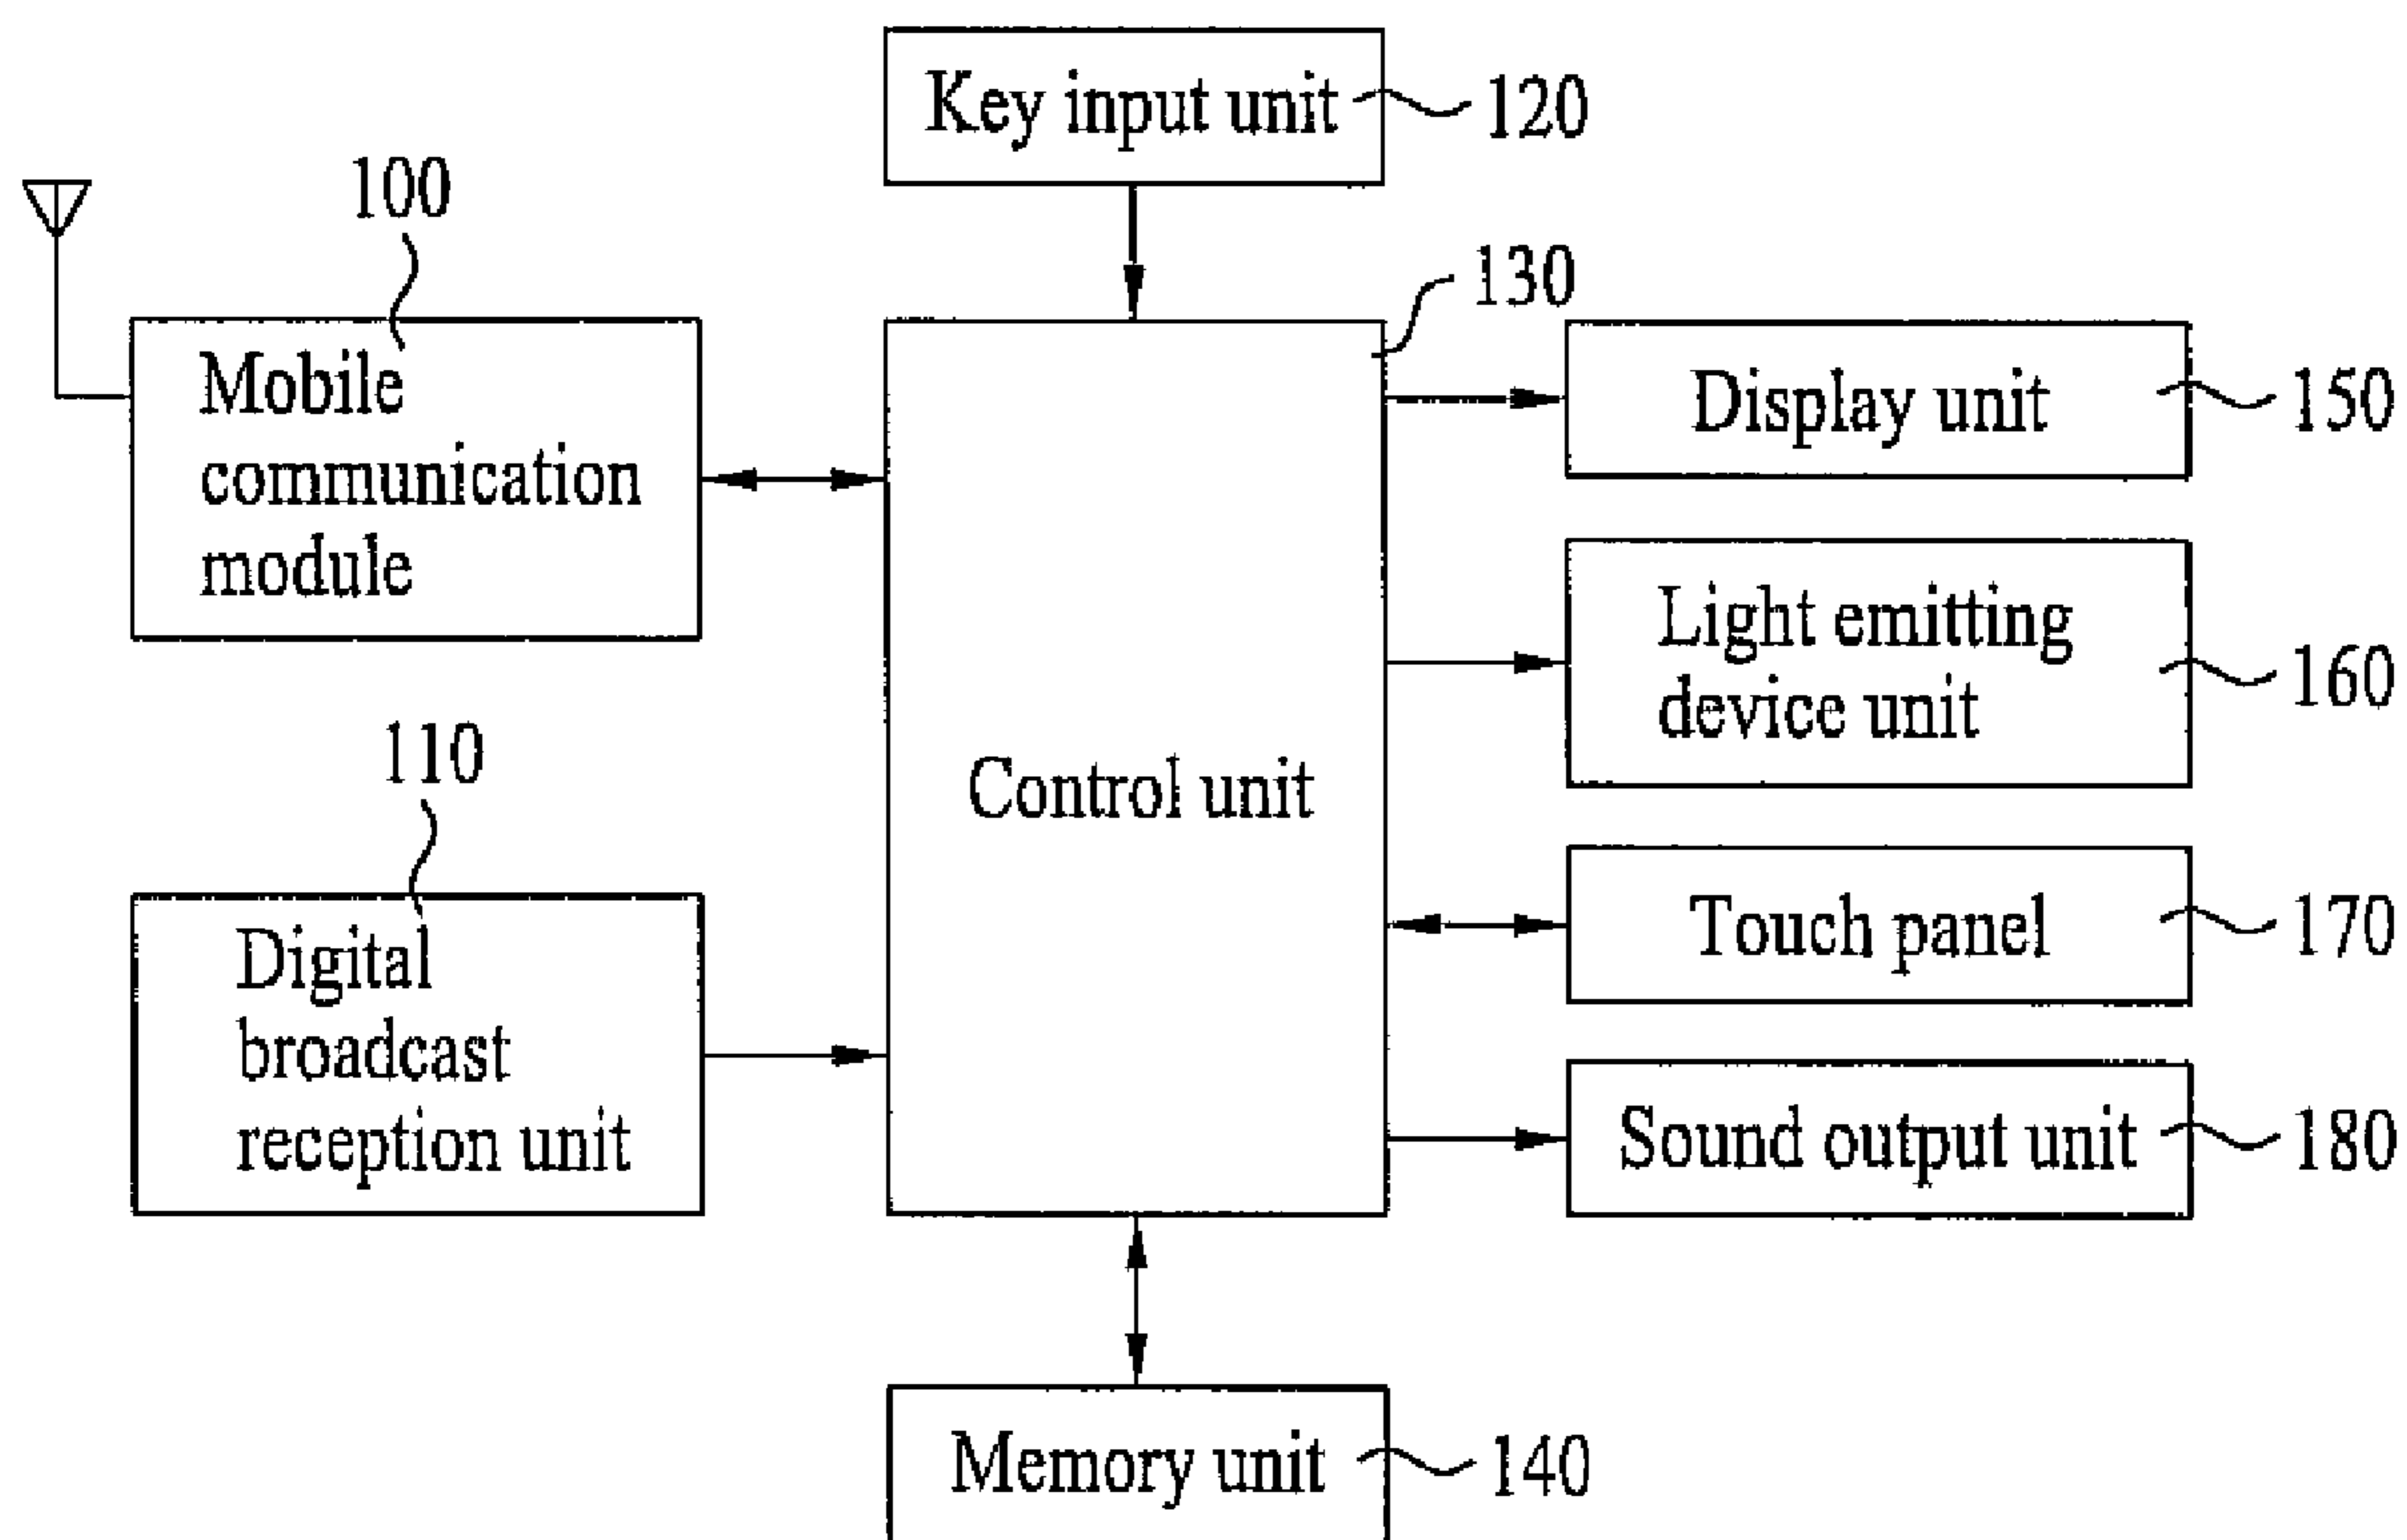 Key input unit
120
100
130
Mobile
communication
module
Display unit
150
Light emitting
device unit
160
110
Control unit
Digital
broadcast
reception unit
Touch panel
170
Sound output unit
180
Memory unit
140